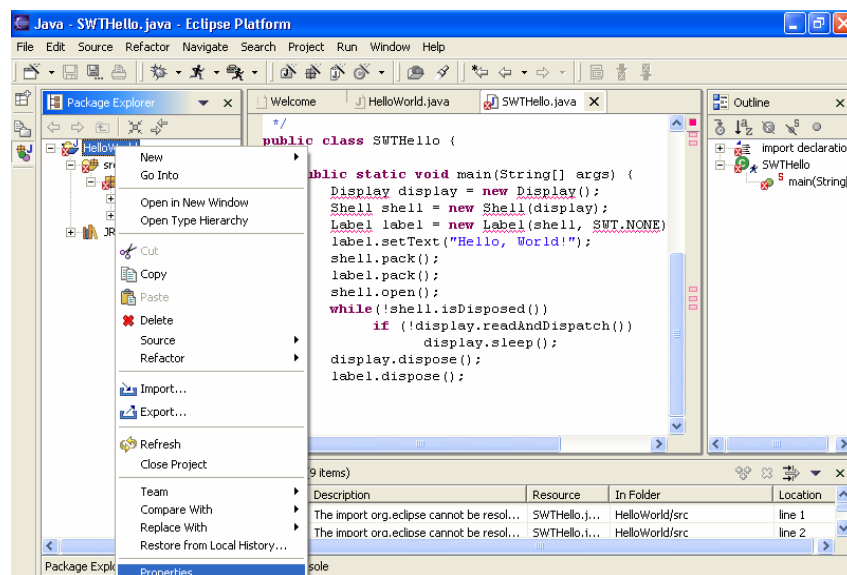 Java - SWTHello.java - Eclipse Platform
File Edit Source Refactor Navigate Search Project Run Window Help
Package Explorer
Welcome
HelloWorld.java
SWTHello.java
Outline
*/
public class SWTHello {
public static void main(String[] args) {
Display display = new Display();
Shell shell = new Shell(display);
Label label = new Label(shell, SWT.NONE)
label.setText("Hello, World!");
shell.pack();
label.pack();
shell.open();
while(!shell.isDisposed())
if (!display.readAndDispatch())
display.sleep();
display.dispose();
label.dispose();
import declaratio
SWTHello
main(String
New
Go Into
Open in New Window
Open Type Hierarchy
Cut
Copy
Paste
Delete
Source
Refactor
Import...
Export...
Refresh
Close Project
Team
Compare With
Replace With
Restore from Local History...
Properties
(9 items)
Description Resource In Folder Location
The import org.eclipse cannot be resol... SWTHello.j... HelloWorld/src line 1
The import org.eclipse cannot be resol... SWTHello.j... HelloWorld/src line 2
Package Expl
sole